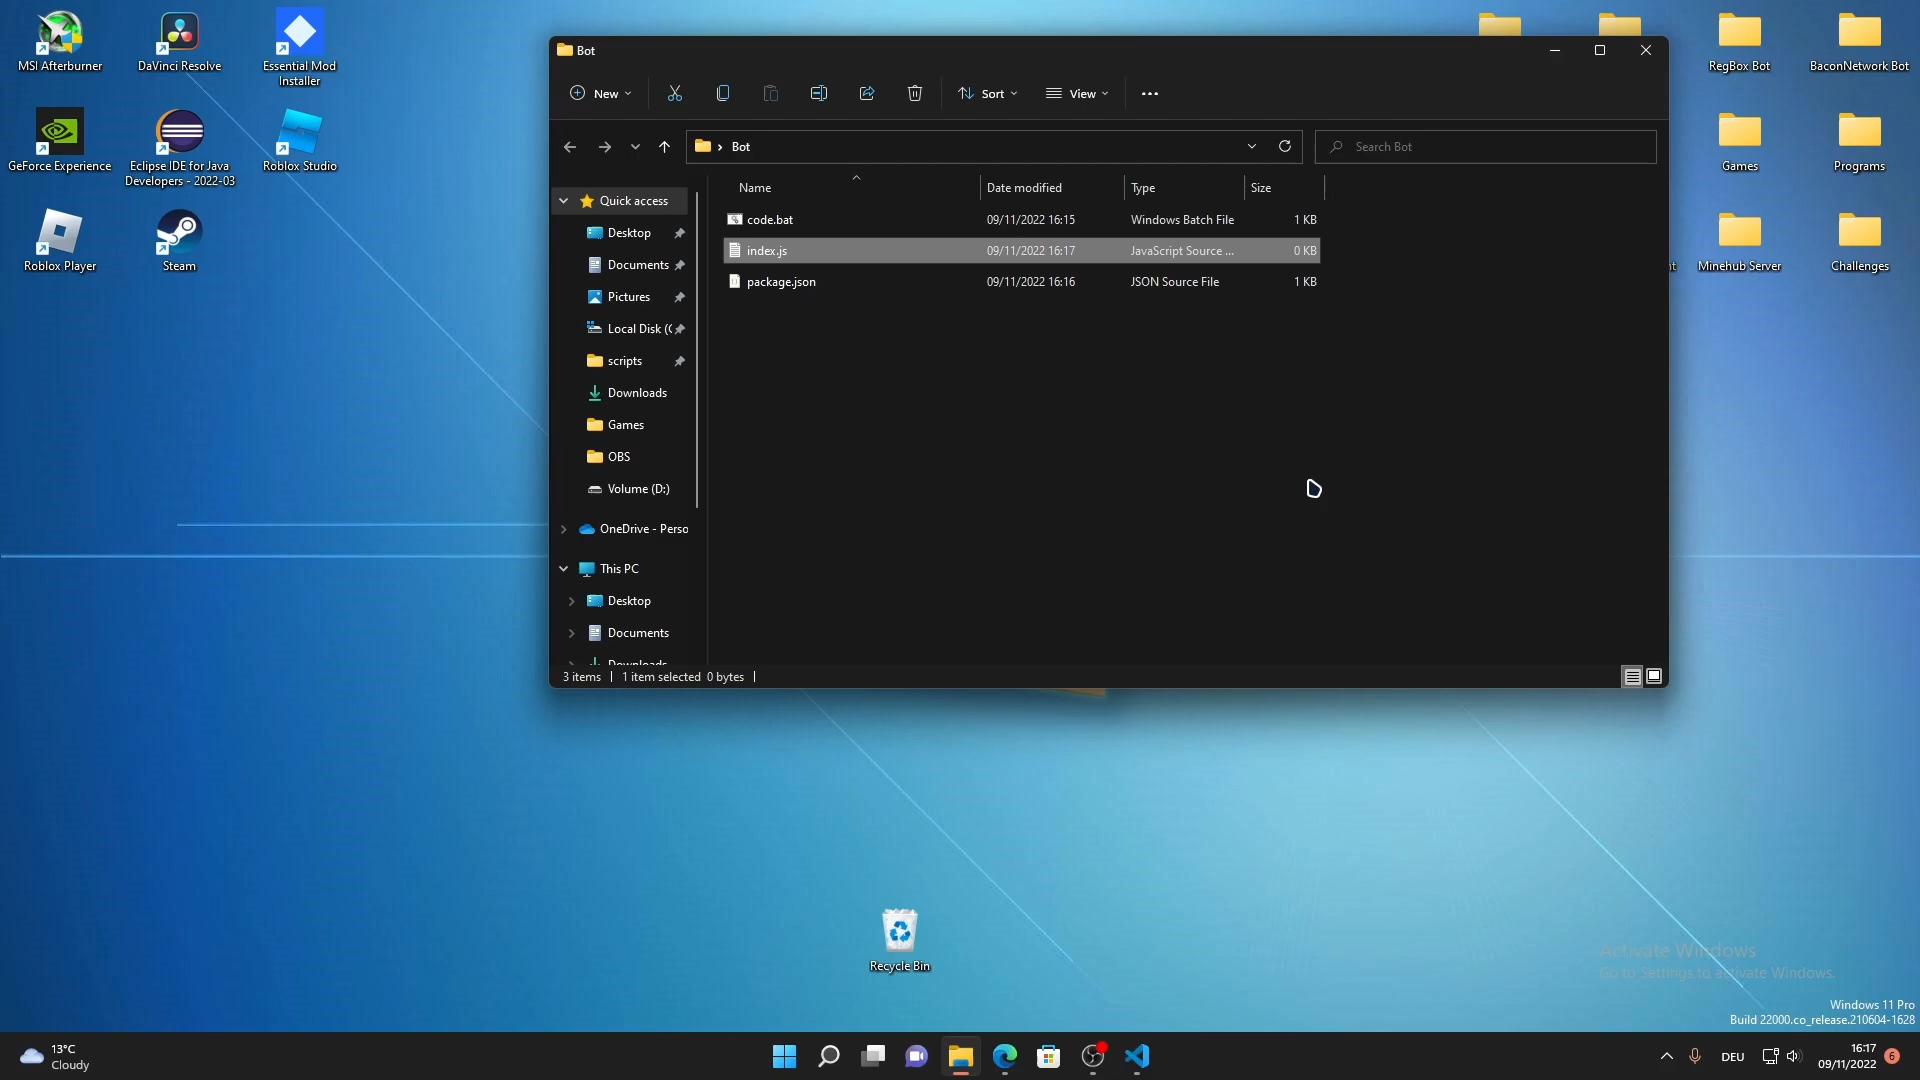 MSI Afterburner
DaVinci Resolve
Essential Mod
Installer
GeForce Experience
Eclipse IDE for Java
Developers - 2022-03
Roblox Studio
Roblox Player
Steam
Bot
New
Sort
View
Bot
Search Bot
Name
Date modified
Type
Size
code.bat
09/11/2022 16:15
Windows Batch File
1 KB
index.js
09/11/2022 16:17
JavaScript Source ...
0 KB
package.json
09/11/2022 16:16
JSON Source File
1 KB
Quick access
Desktop
Documents
Pictures
Local Disk (C
scripts
Downloads
Games
OBS
Volume (D:)
OneDrive - Perso
This PC
Desktop
Documents
Downloads
3 items
1 item selected 0 bytes
RegBox Bot
BaconNetwork Bot
Games
Programs
Minehub Server
Challenges
Recycle Bin
Activate Windows
Go to Settings to activate Windows.
Windows 11 Pro
Build 22000.co_release.210604-1628
13°C
Cloudy
DEU
16:17
09/11/2022
6